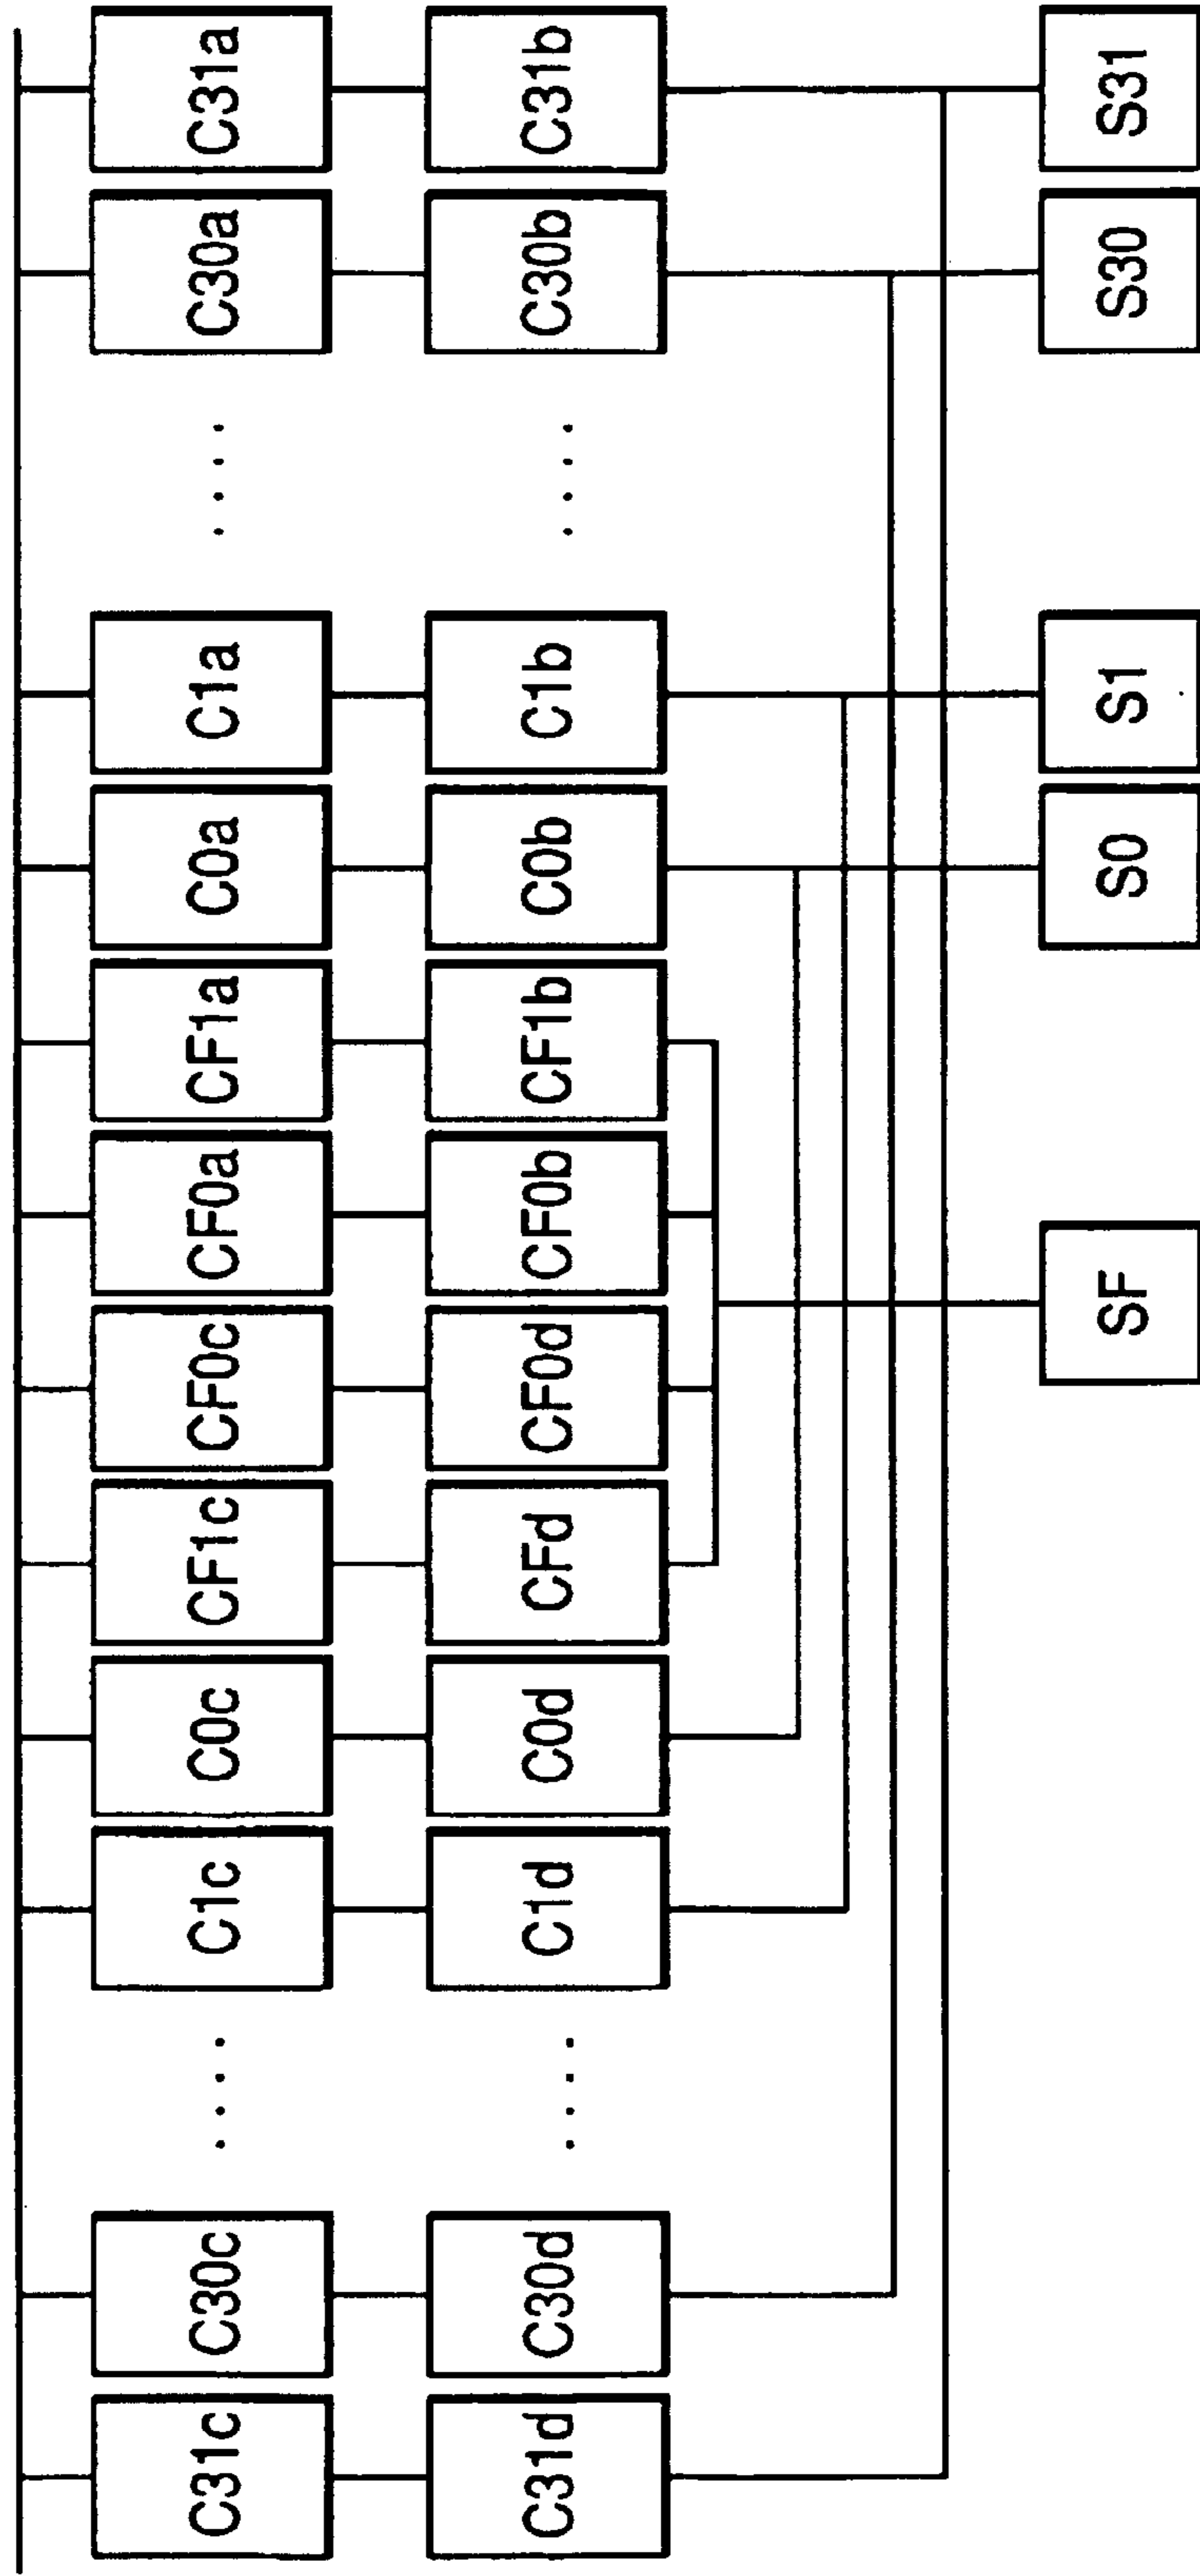 C31c C30c .... C1c C0c CF1c CF0c CF0a CF1a C0a C1a .... C30a C31a
C31d C30d .... C1d C0d CFd CF0d CF0b CF1b C0b C1b .... C30b C31b
SF S0 S1 S30 S31